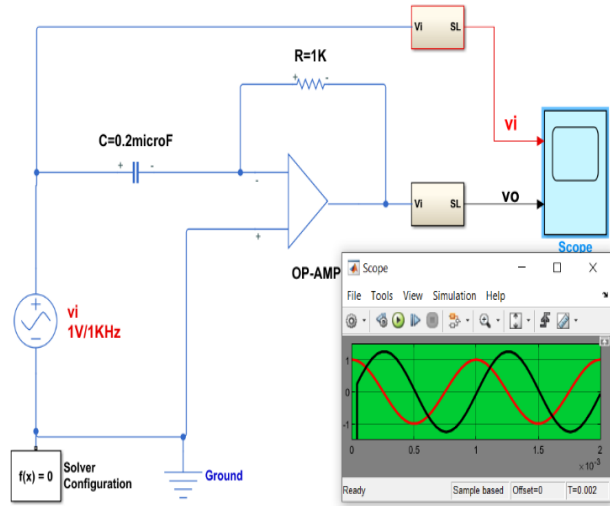 Vi SL
R=1K
+ -
vi
C=0.2microF
+ -
-
Vi SL
vo
+
Scope
OP-AMP
Scope
File Tools View Simulation Help
+
vi
1V/1KHz
-
1
0
-1
0 0.5 1 1.5 2
×10⁻³
Ready Sample based Offset=0 T=0.002
f(x) = 0
Solver
Configuration
Ground